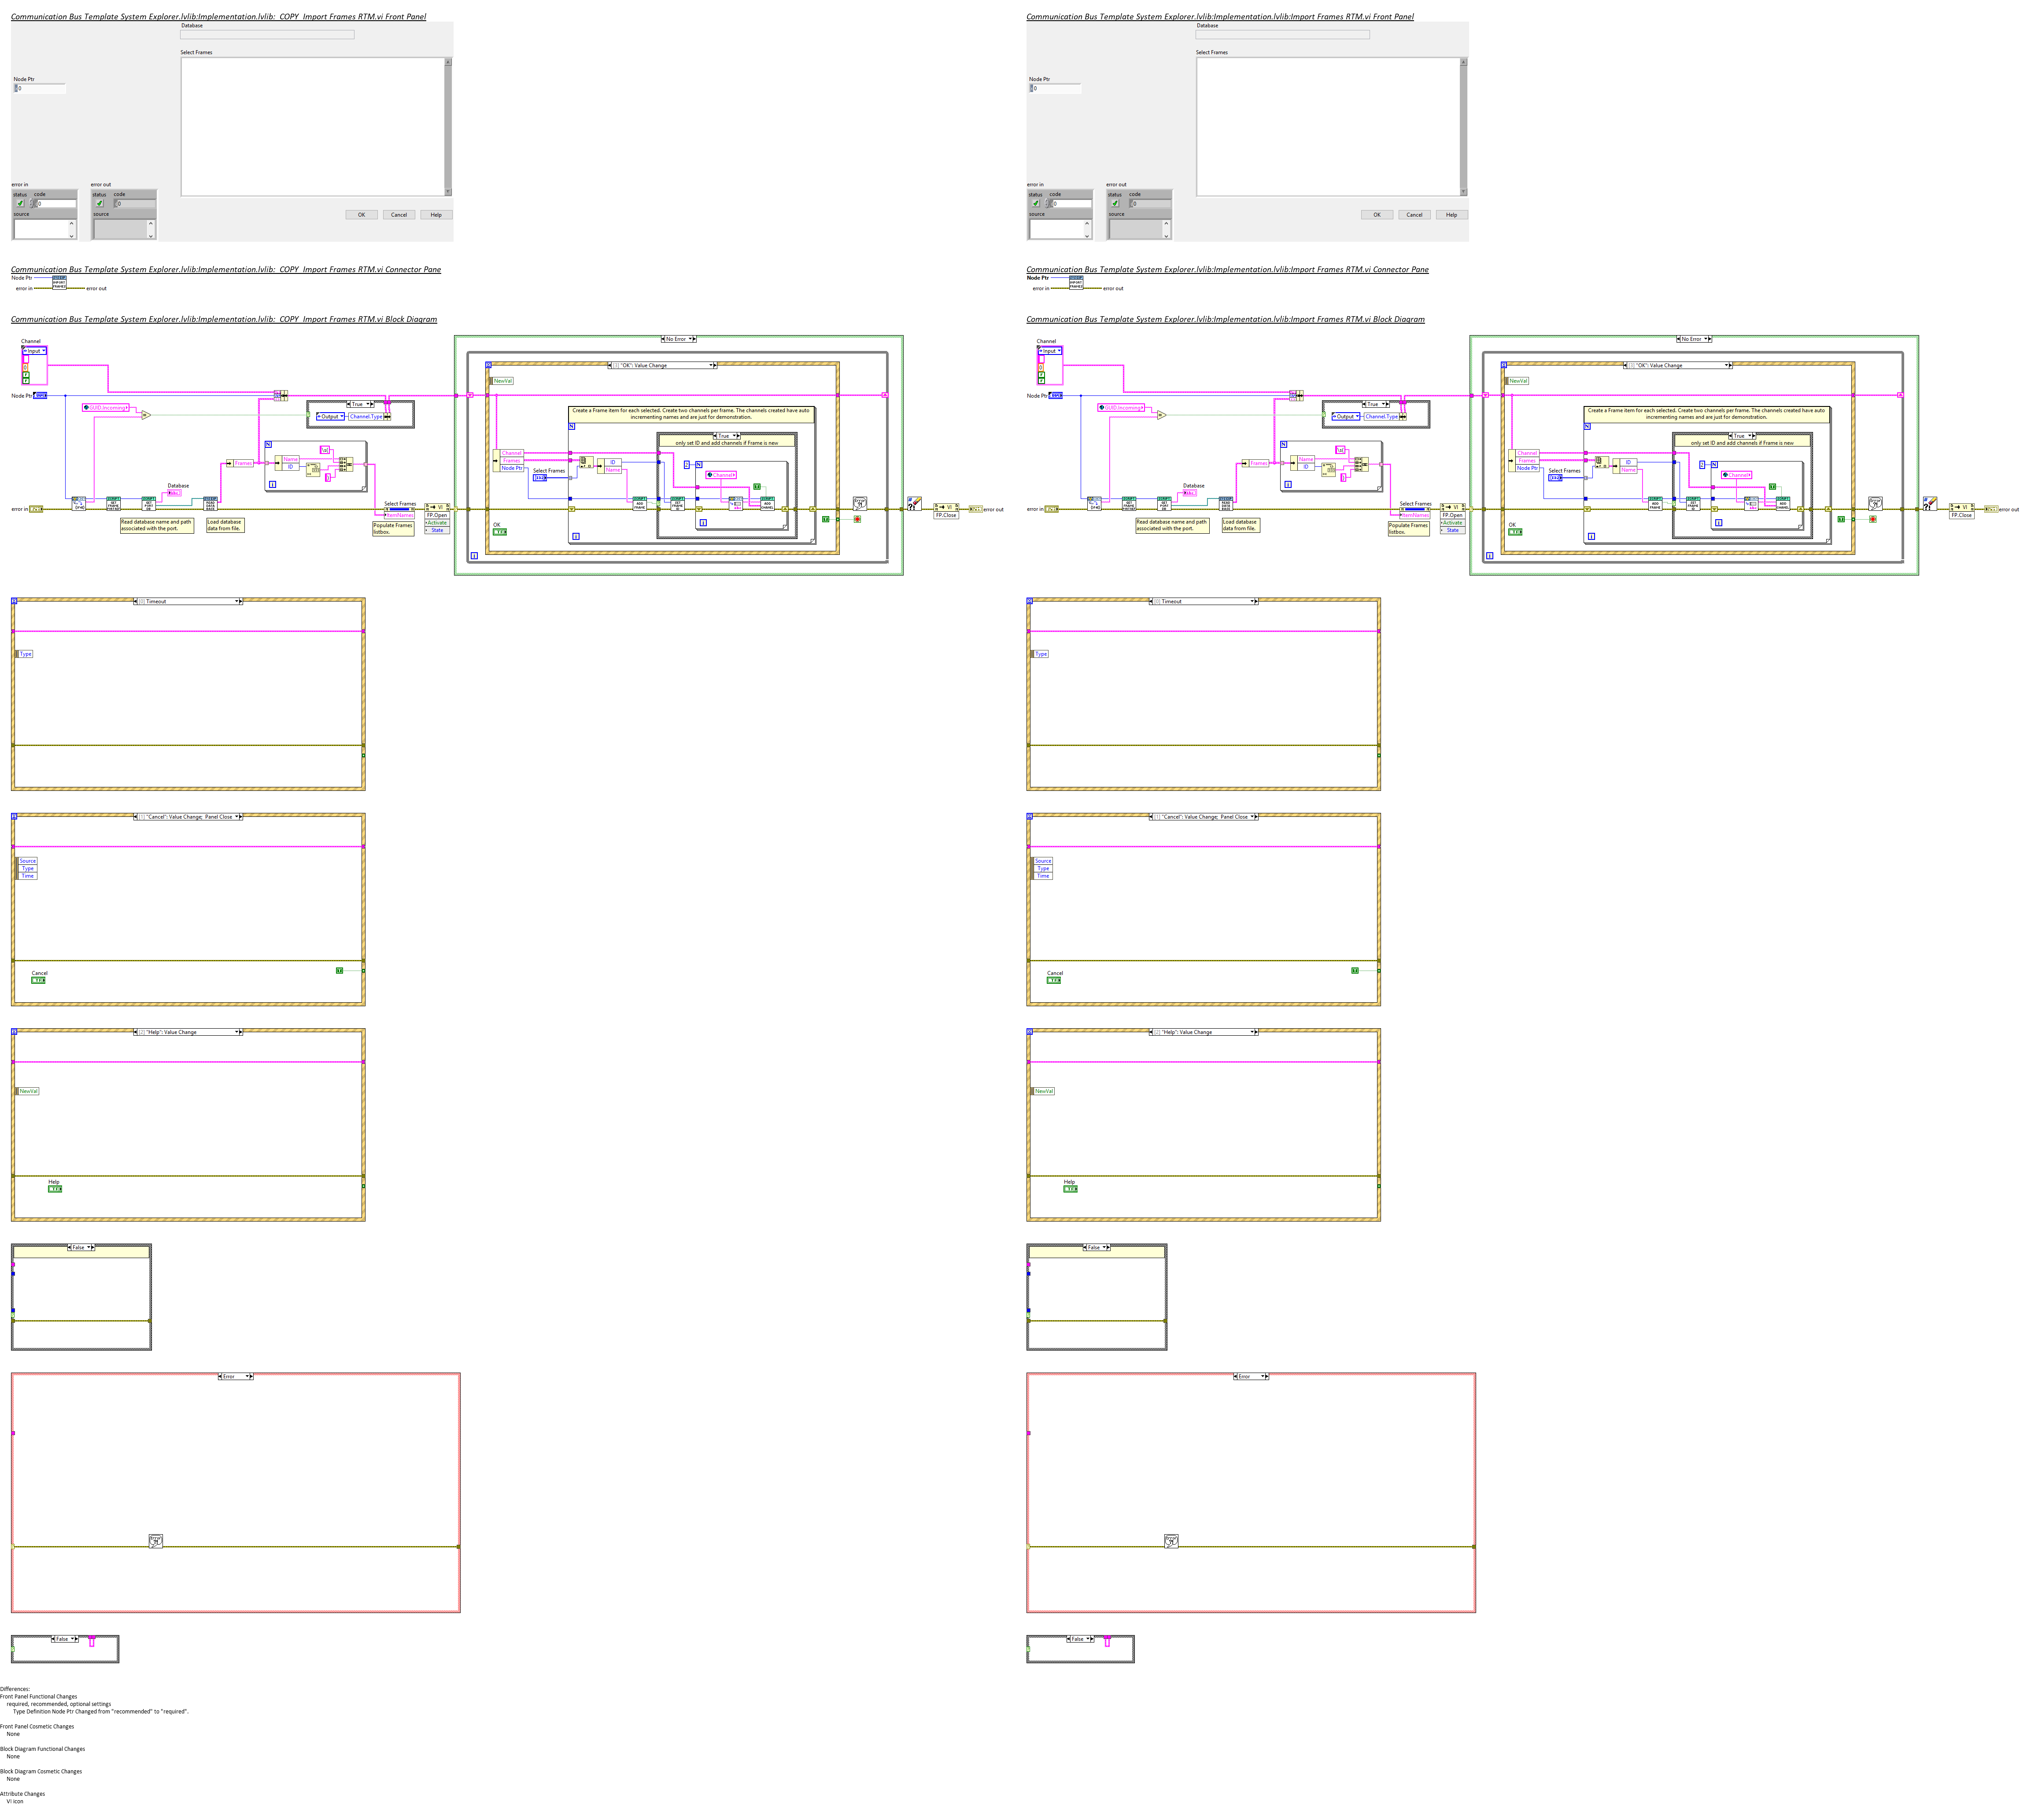 Communication Bus Template System Explorer.lvlib:Implementation.lvlib:_COPY_Import Frames RTM.vi Front Panel
Database
Select Frames
Node Ptr
0
error in
error out
status code
status code
0
0
source
source
OK Cancel Help
Communication Bus Template System Explorer.lvlib:Implementation.lvlib:_COPY_Import Frames RTM.vi Connector Pane
Node Ptr
error in
error out
Communication Bus Template System Explorer.lvlib:Implementation.lvlib:_COPY_Import Frames RTM.vi Block Diagram
Channel
Input
Node Ptr
GUID.Incoming
True
Output
Channel.Type
Frames
Name
ID
Database
error in
Read database name and path
associated with the port.
Load database
data from file.
Select Frames
ItemNames
Populate Frames
listbox.
VI
FP.Open
Activate
State
No Error
[3] "OK": Value Change
NewVal
Create a Frame item for each selected. Create two channels per frame. The channels created have auto
incrementing names and are just for demonstration.
True
only set ID and add channels if Frame is new
Channel
Frames
Node Ptr
Select Frames
ID
Name
2
N
Channel
OK
VI
FP.Close
error out
[0] Timeout
Type
[1] "Cancel": Value Change; Panel Close
Source
Type
Time
Cancel
[2] "Help": Value Change
NewVal
Help
False
Error
False
Differences:
Front Panel Functional Changes
required, recommended, optional settings
Type Definition Node Ptr Changed from "recommended" to "required".
Front Panel Cosmetic Changes
None
Block Diagram Functional Changes
None
Block Diagram Cosmetic Changes
None
Attribute Changes
VI icon
Communication Bus Template System Explorer.lvlib:Implementation.lvlib:Import Frames RTM.vi Front Panel
Database
Select Frames
Node Ptr
0
error in
error out
status code
status code
0
0
source
source
OK Cancel Help
Communication Bus Template System Explorer.lvlib:Implementation.lvlib:Import Frames RTM.vi Connector Pane
Node Ptr
error in
error out
Communication Bus Template System Explorer.lvlib:Implementation.lvlib:Import Frames RTM.vi Block Diagram
Channel
Input
Node Ptr
GUID.Incoming
True
Output
Channel.Type
Frames
Name
ID
Database
error in
Read database name and path
associated with the port.
Load database
data from file.
Select Frames
ItemNames
Populate Frames
listbox.
VI
FP.Open
Activate
State
No Error
[3] "OK": Value Change
NewVal
Create a Frame item for each selected. Create two channels per frame. The channels created have auto
incrementing names and are just for demonstration.
True
only set ID and add channels if Frame is new
Channel
Frames
Node Ptr
Select Frames
ID
Name
2
N
Channel
OK
VI
FP.Close
error out
[0] Timeout
Type
[1] "Cancel": Value Change; Panel Close
Source
Type
Time
Cancel
[2] "Help": Value Change
NewVal
Help
False
Error
False